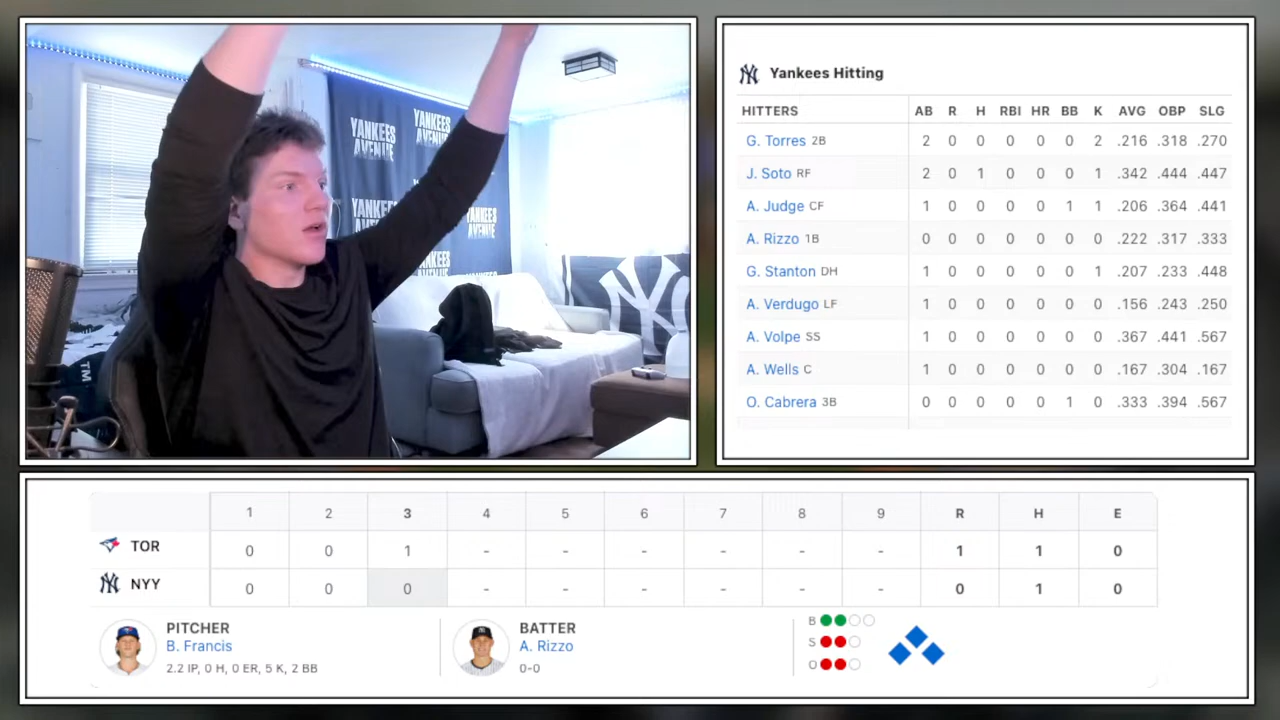 YANKEES AVENUE
YANKEES AVENUE
YANKEES AVENUE
YANKEES AVENUE
TM
Yankees Hitting
HITTERS AB R H RBI HR BB K AVG OBP SLG
G. Torres 2B 2 0 0 0 0 0 2 .216 .318 .270
J. Soto RF 2 0 1 0 0 0 1 .342 .444 .447
A. Judge CF 1 0 0 0 0 1 1 .206 .364 .441
A. Rizzo 1B 0 0 0 0 0 0 0 .222 .317 .333
G. Stanton DH 1 0 0 0 0 0 1 .207 .233 .448
A. Verdugo LF 1 0 0 0 0 0 0 .156 .243 .250
A. Volpe SS 1 0 0 0 0 0 0 .367 .441 .567
A. Wells C 1 0 0 0 0 0 0 .167 .304 .167
O. Cabrera 3B 0 0 0 0 0 1 0 .333 .394 .567
1 2 3 4 5 6 7 8 9 R H E
TOR 0 0 1 - - - - - - 1 1 0
NYY 0 0 0 - - - - - - 0 1 0
PITCHER
B. Francis
2.2 IP, 0 H, 0 ER, 5 K, 2 BB
BATTER
A. Rizzo
0-0
B
S
O